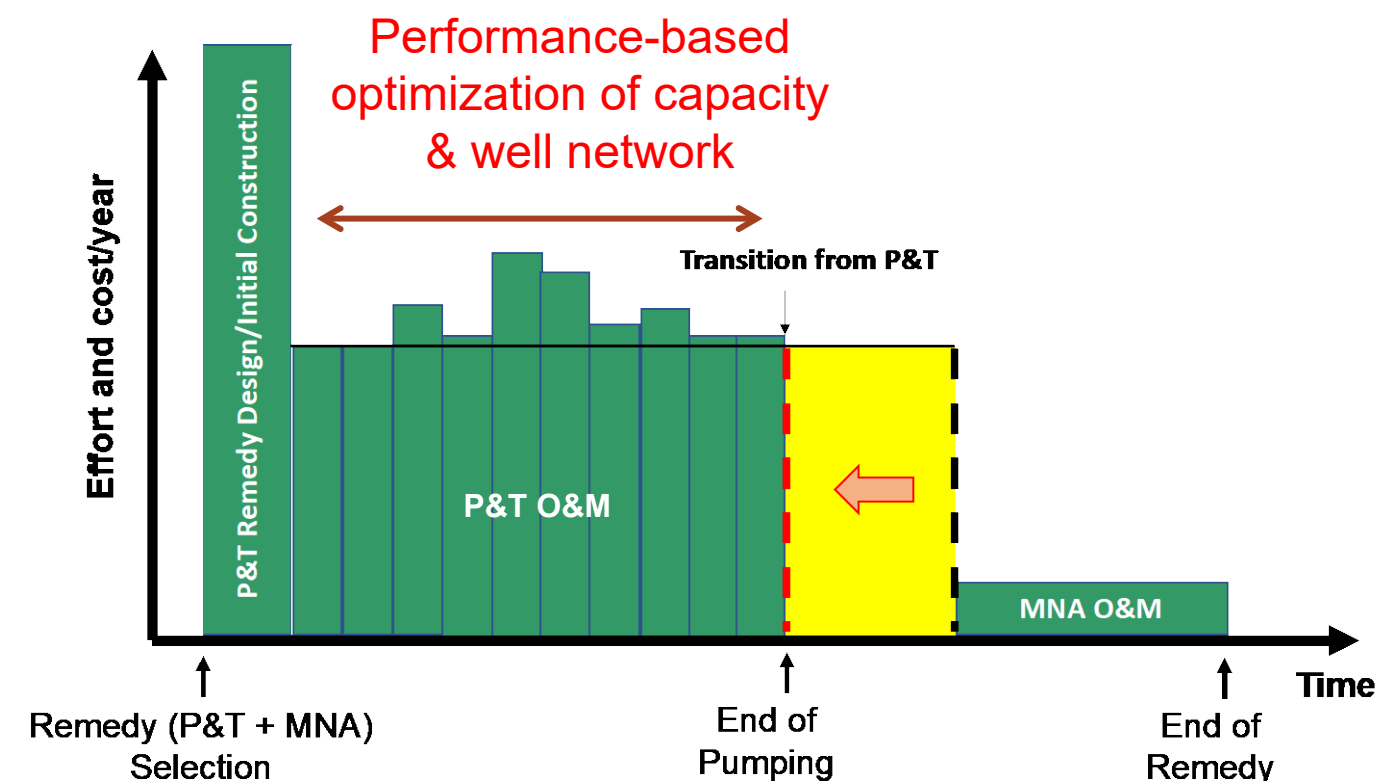 Performance-based
optimization of capacity
& well network
Effort and cost/year
P&T Remedy Design/Initial Construction
Transition from P&T
P&T O&M
MNA O&M
Time
Remedy (P&T + MNA)
Selection
End of
Pumping
End of
Remedy